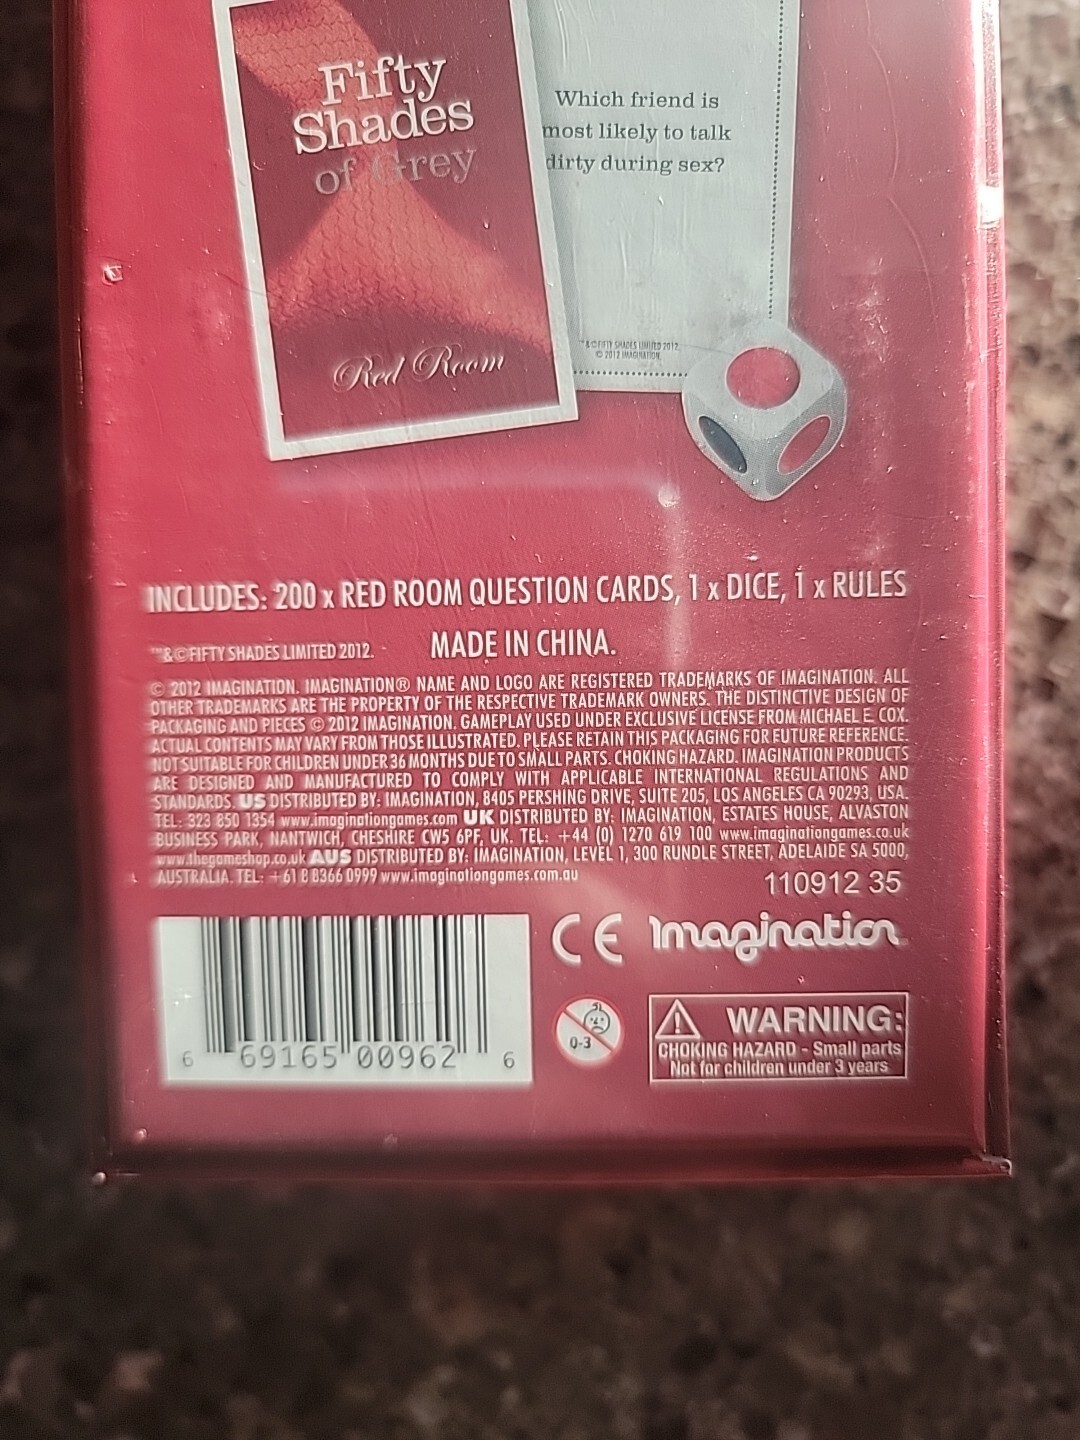 Fifty
Shades
of Grey
Red Room
Which friend is
most likely to talk
dirty during sex?
™&©FIFTY SHADES LIMITED 2012.
© 2012 IMAGINATION.
INCLUDES: 200 x RED ROOM QUESTION CARDS, 1 x DICE, 1 x RULES
™&©FIFTY SHADES LIMITED 2012. MADE IN CHINA.
© 2012 IMAGINATION. IMAGINATION® NAME AND LOGO ARE REGISTERED TRADEMARKS OF IMAGINATION. ALL
OTHER TRADEMARKS ARE THE PROPERTY OF THE RESPECTIVE TRADEMARK OWNERS. THE DISTINCTIVE DESIGN OF
PACKAGING AND PIECES © 2012 IMAGINATION. GAMEPLAY USED UNDER EXCLUSIVE LICENSE FROM MICHAEL E. COX.
ACTUAL CONTENTS MAY VARY FROM THOSE ILLUSTRATED. PLEASE RETAIN THIS PACKAGING FOR FUTURE REFERENCE.
NOT SUITABLE FOR CHILDREN UNDER 36 MONTHS DUE TO SMALL PARTS. CHOKING HAZARD. IMAGINATION PRODUCTS
ARE DESIGNED AND MANUFACTURED TO COMPLY WITH APPLICABLE INTERNATIONAL REGULATIONS AND
STANDARDS. US DISTRIBUTED BY: IMAGINATION, 8405 PERSHING DRIVE, SUITE 205, LOS ANGELES CA 90293, USA.
TEL: 323 850 1354 www.imaginationgames.com UK DISTRIBUTED BY: IMAGINATION, ESTATES HOUSE, ALVASTON
BUSINESS PARK, NANTWICH, CHESHIRE CW5 6PF, UK. TEL: +44 (0) 1270 619 100 www.imaginationgames.co.uk
www.thegameshop.co.uk AUS DISTRIBUTED BY: IMAGINATION, LEVEL 1, 300 RUNDLE STREET, ADELAIDE SA 5000,
AUSTRALIA. TEL: +61 8 8366 0999 www.imaginationgames.com.au
110912 35
CE Imagination
0-3
WARNING:
CHOKING HAZARD - Small parts
Not for children under 3 years
6 69165 00962 6